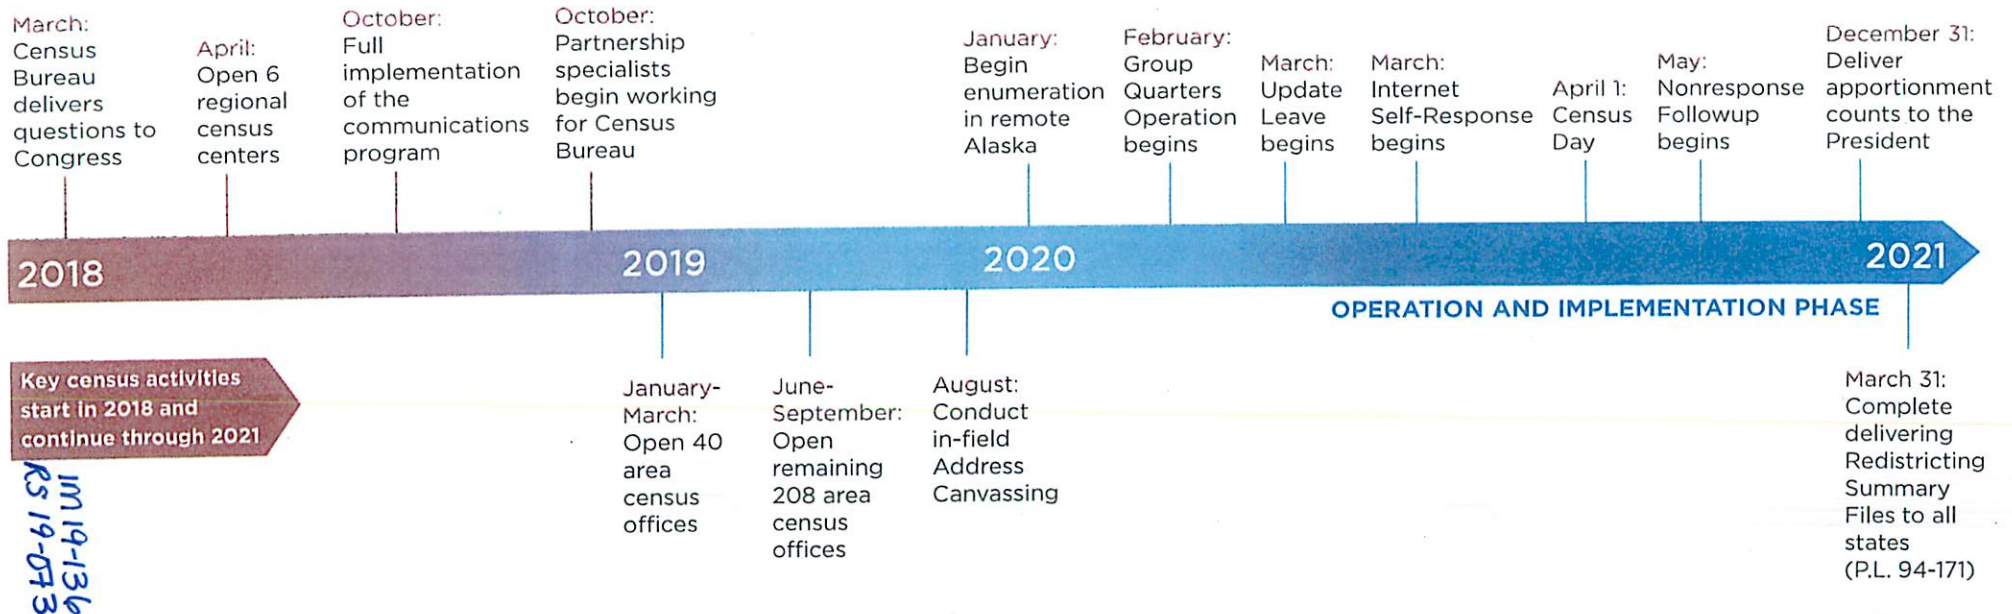 March:
Census
Bureau
delivers
questions to
Congress
April:
Open 6
regional
census
centers
October:
Full
implementation
of the
communications
program
October:
Partnership
specialists
begin working
for Census
Bureau
January:
Begin
enumeration
in remote
Alaska
February:
Group
Quarters
Operation
begins
March:
Update
Leave
begins
March:
Internet
Self-Response
begins
April 1:
Census
Day
May:
Nonresponse
Followup
begins
December 31:
Deliver
apportionment
counts to the
President
2018
2019
2020
2021
OPERATION AND IMPLEMENTATION PHASE
Key census activities
start in 2018 and
continue through 2021
January-
March:
Open 40
area
census
offices
June-
September:
Open
remaining
208 area
census
offices
August:
Conduct
in-field
Address
Canvassing
March 31:
Complete
delivering
Redistricting
Summary
Files to all
states
(P.L. 94-171)
IM 19-136
RS 19-073